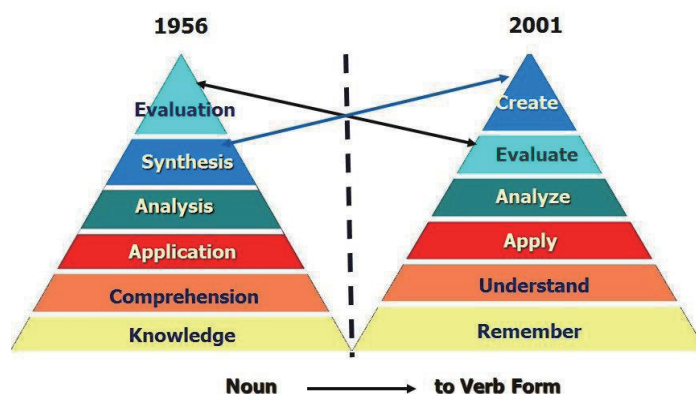 1956
Evaluation
Synthesis
Analysis
Application
Comprehension
Knowledge
2001
Create
Evaluate
Analyze
Apply
Understand
Remember
Noun to Verb Form